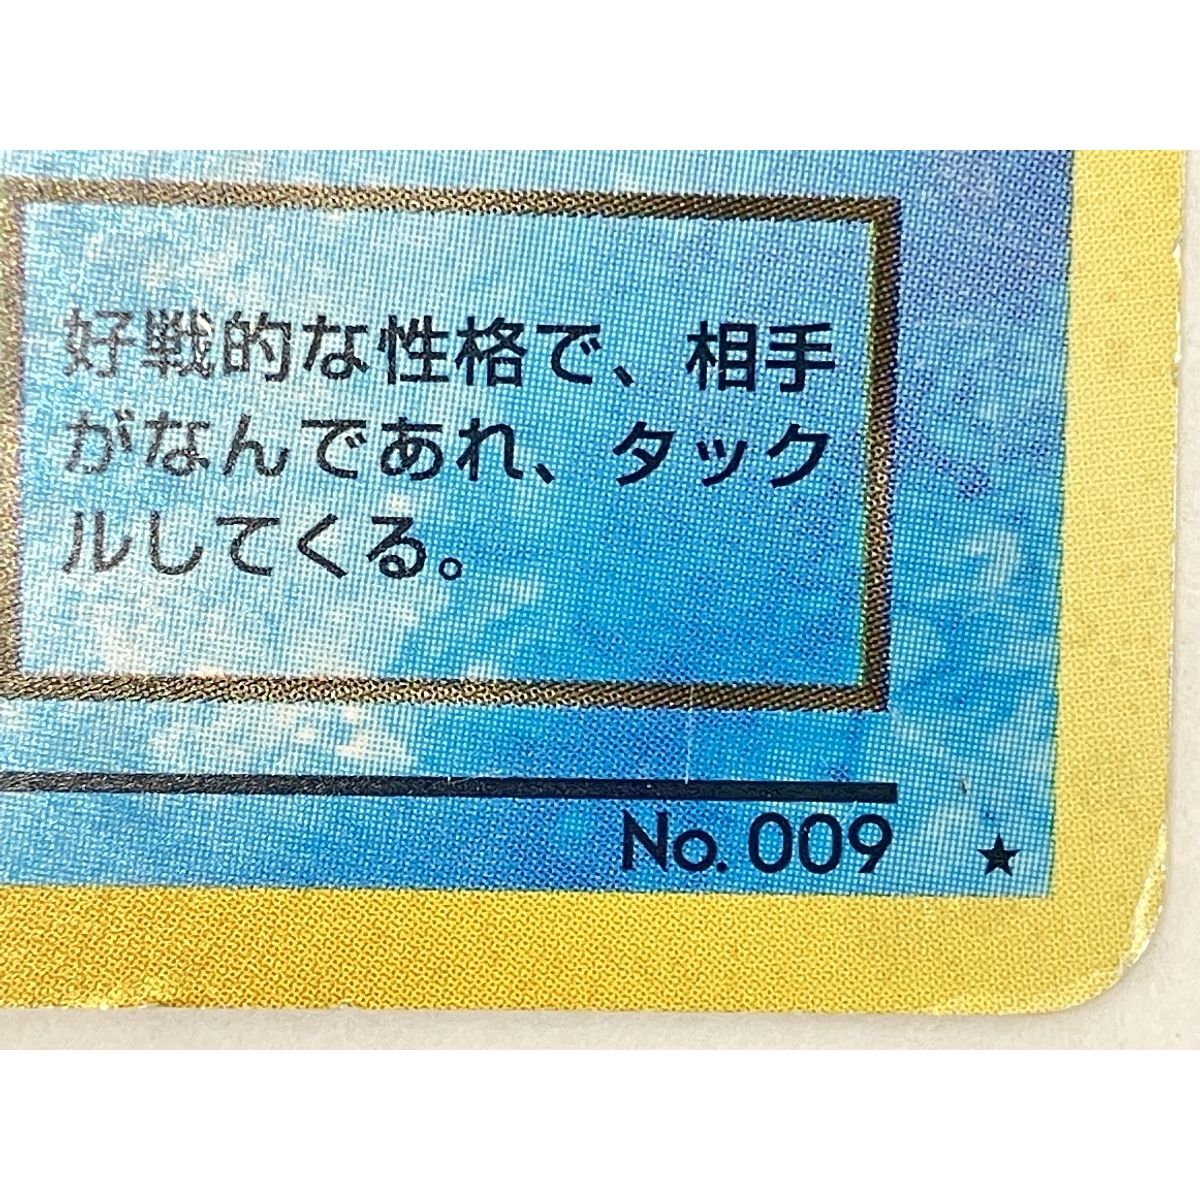 好戦的な性格で、相手
がなんであれ、タック
ルしてくる。
No. 009 ★